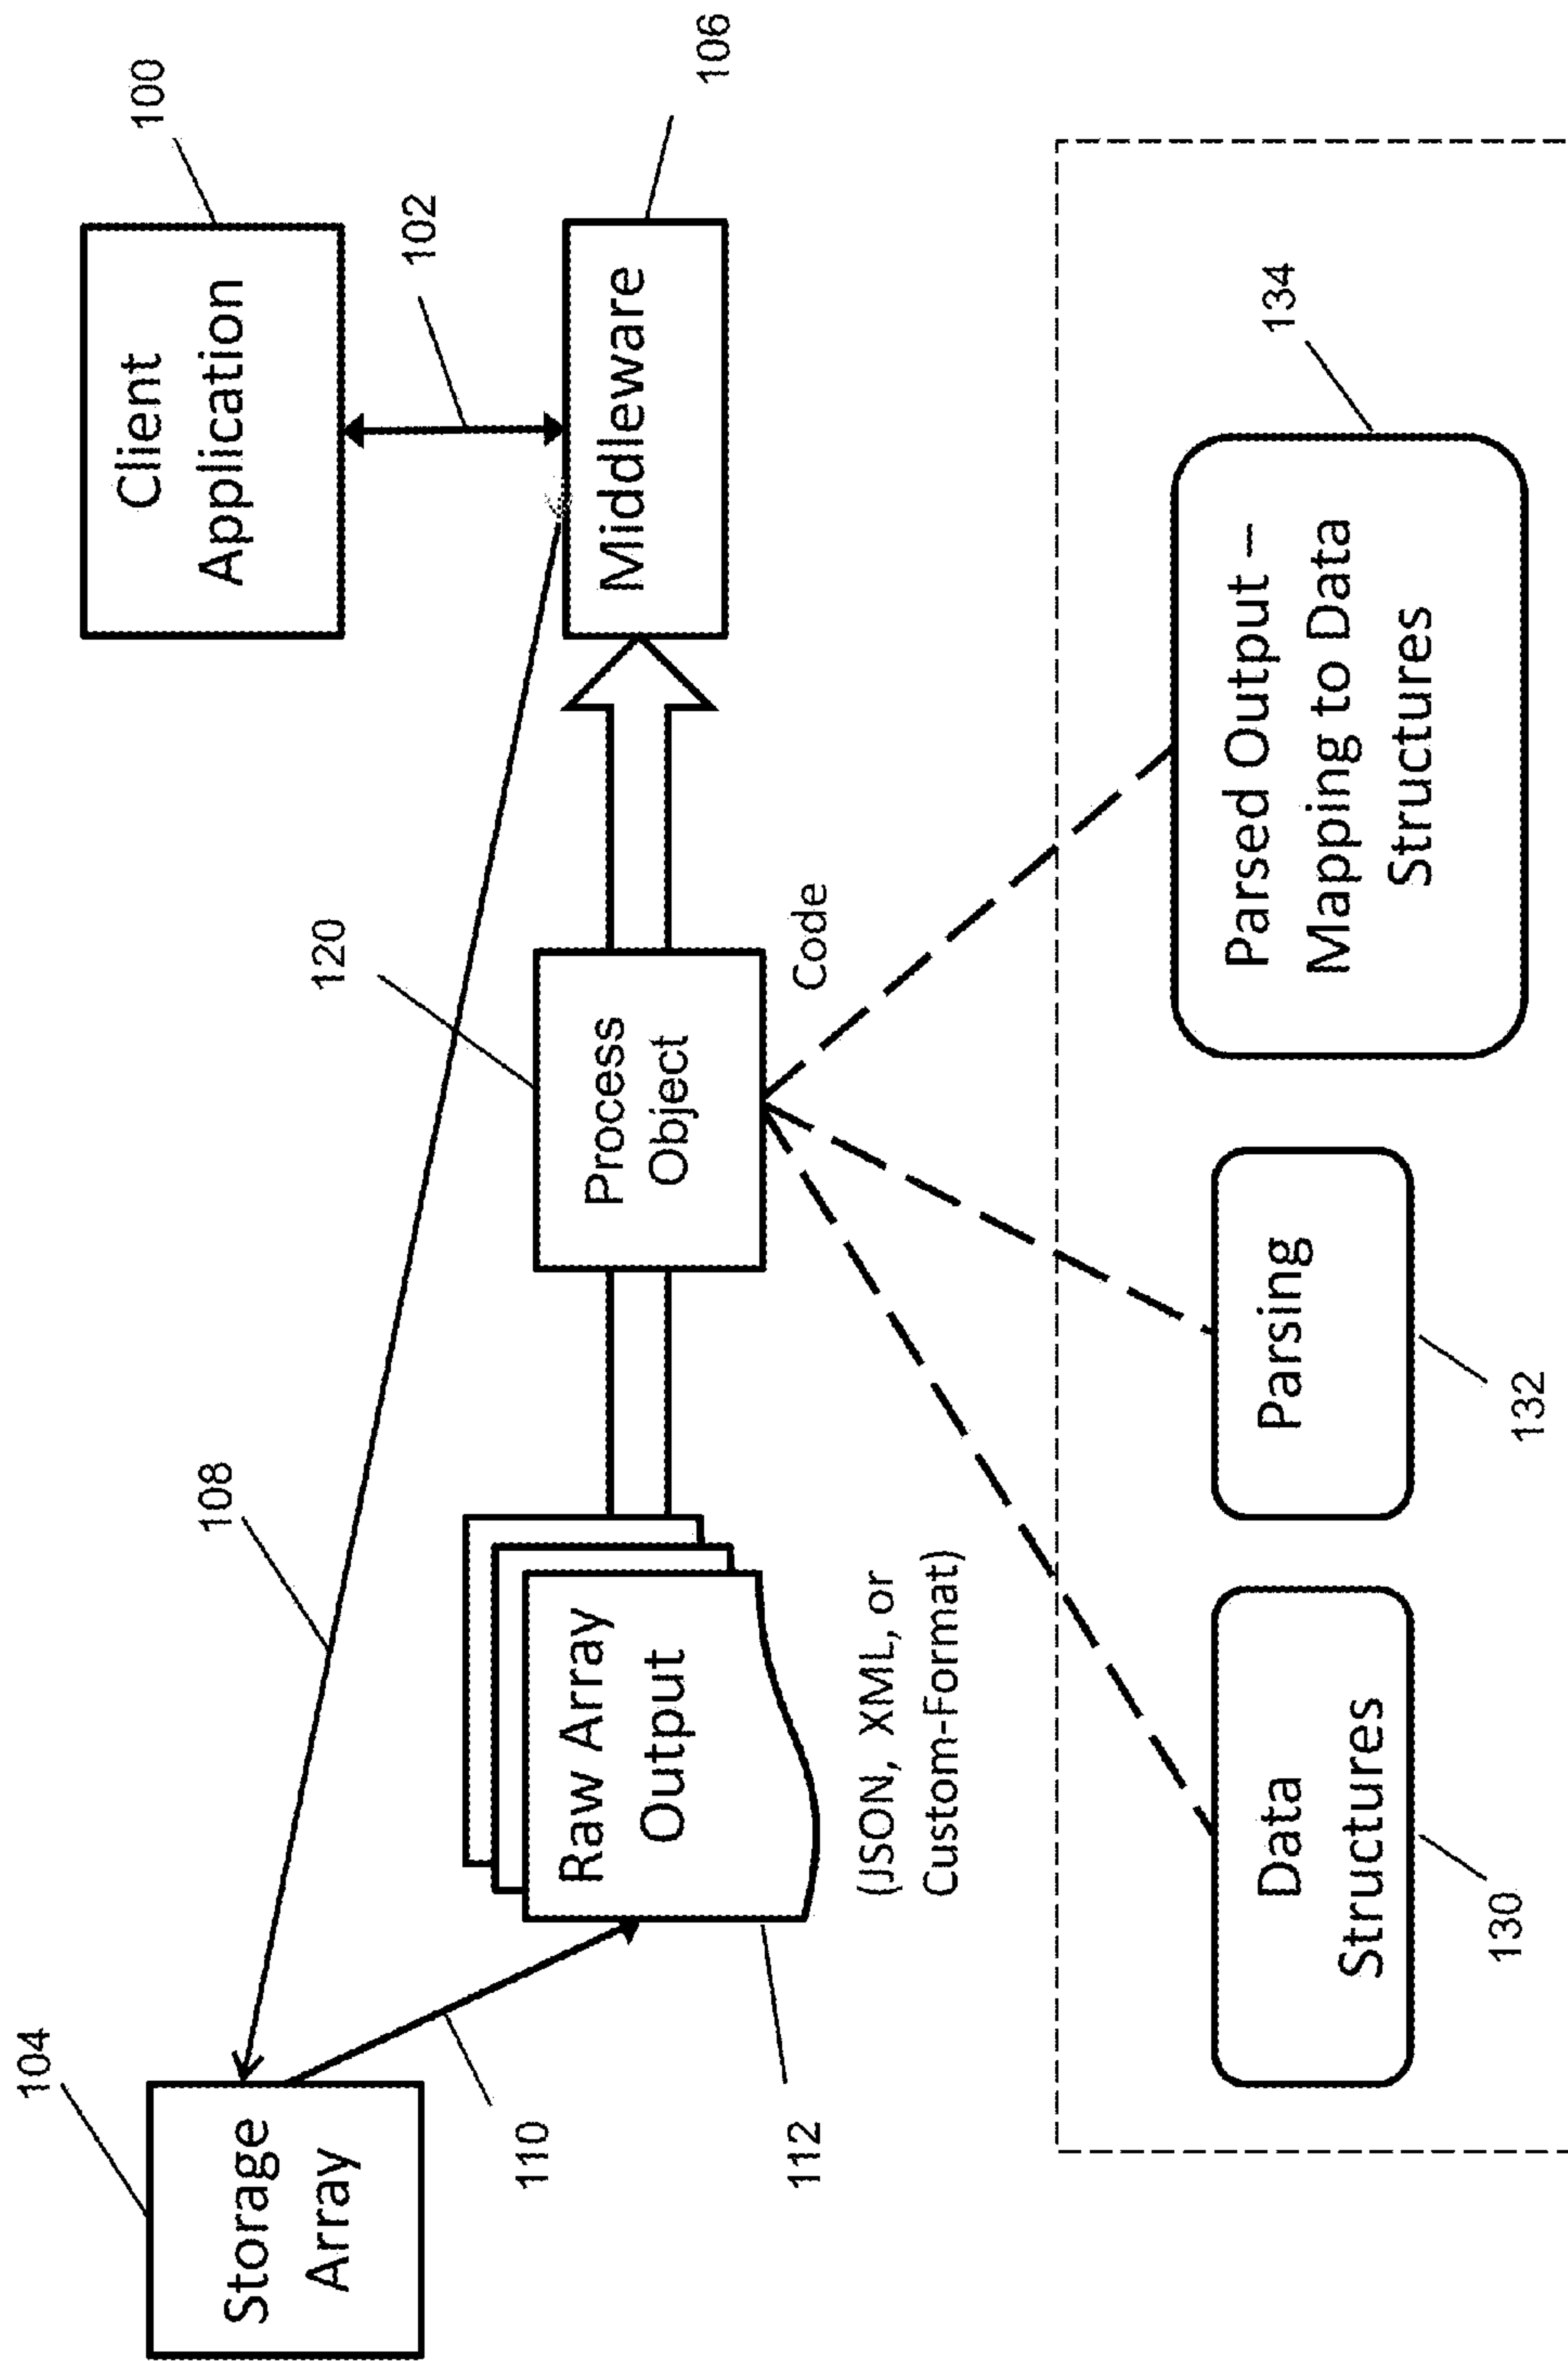 104
Storage
Array
108
110
112
Raw Array
Output
(JSON, XML, or
Custom-Format)
120
Process
Object
Code
100
Client
Application
102
Middleware
106
Data
Structures
130
Parsing
132
Parsed Output –
Mapping to Data
Structures
134